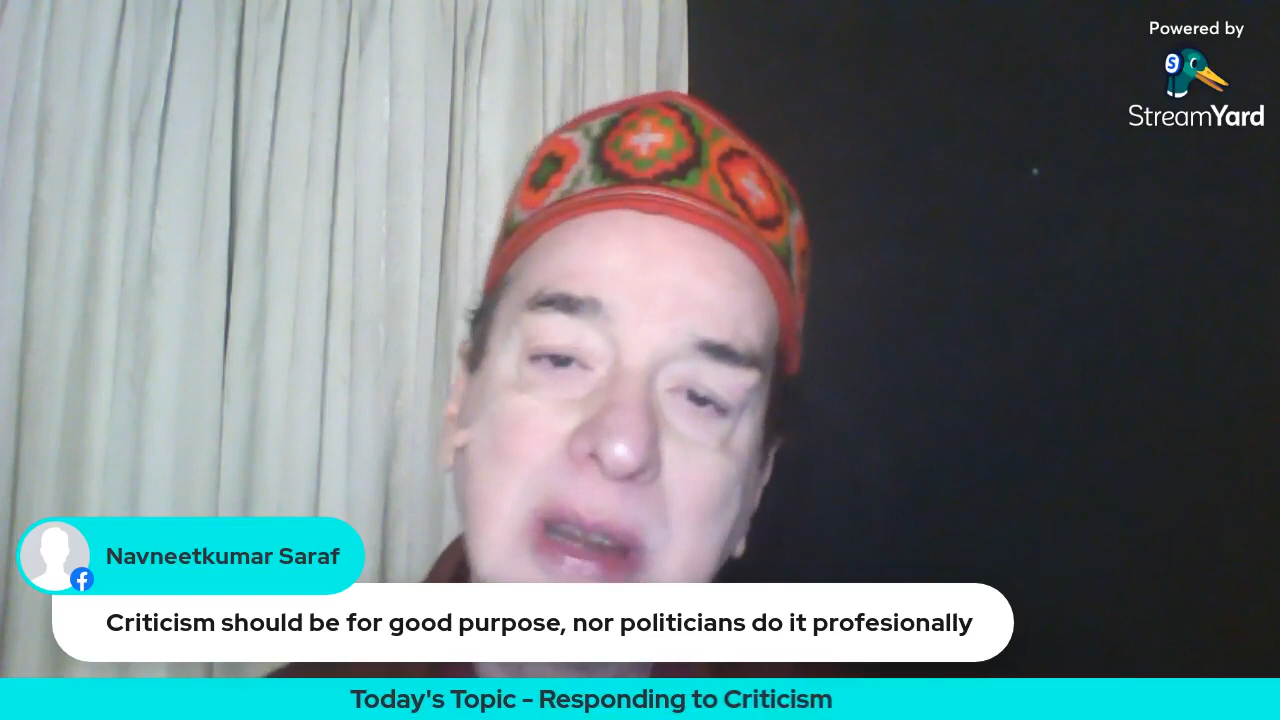 Powered by
StreamYard
Navneetkumar Saraf
Criticism should be for good purpose, nor politicians do it profesionally
Today's Topic - Responding to Criticism